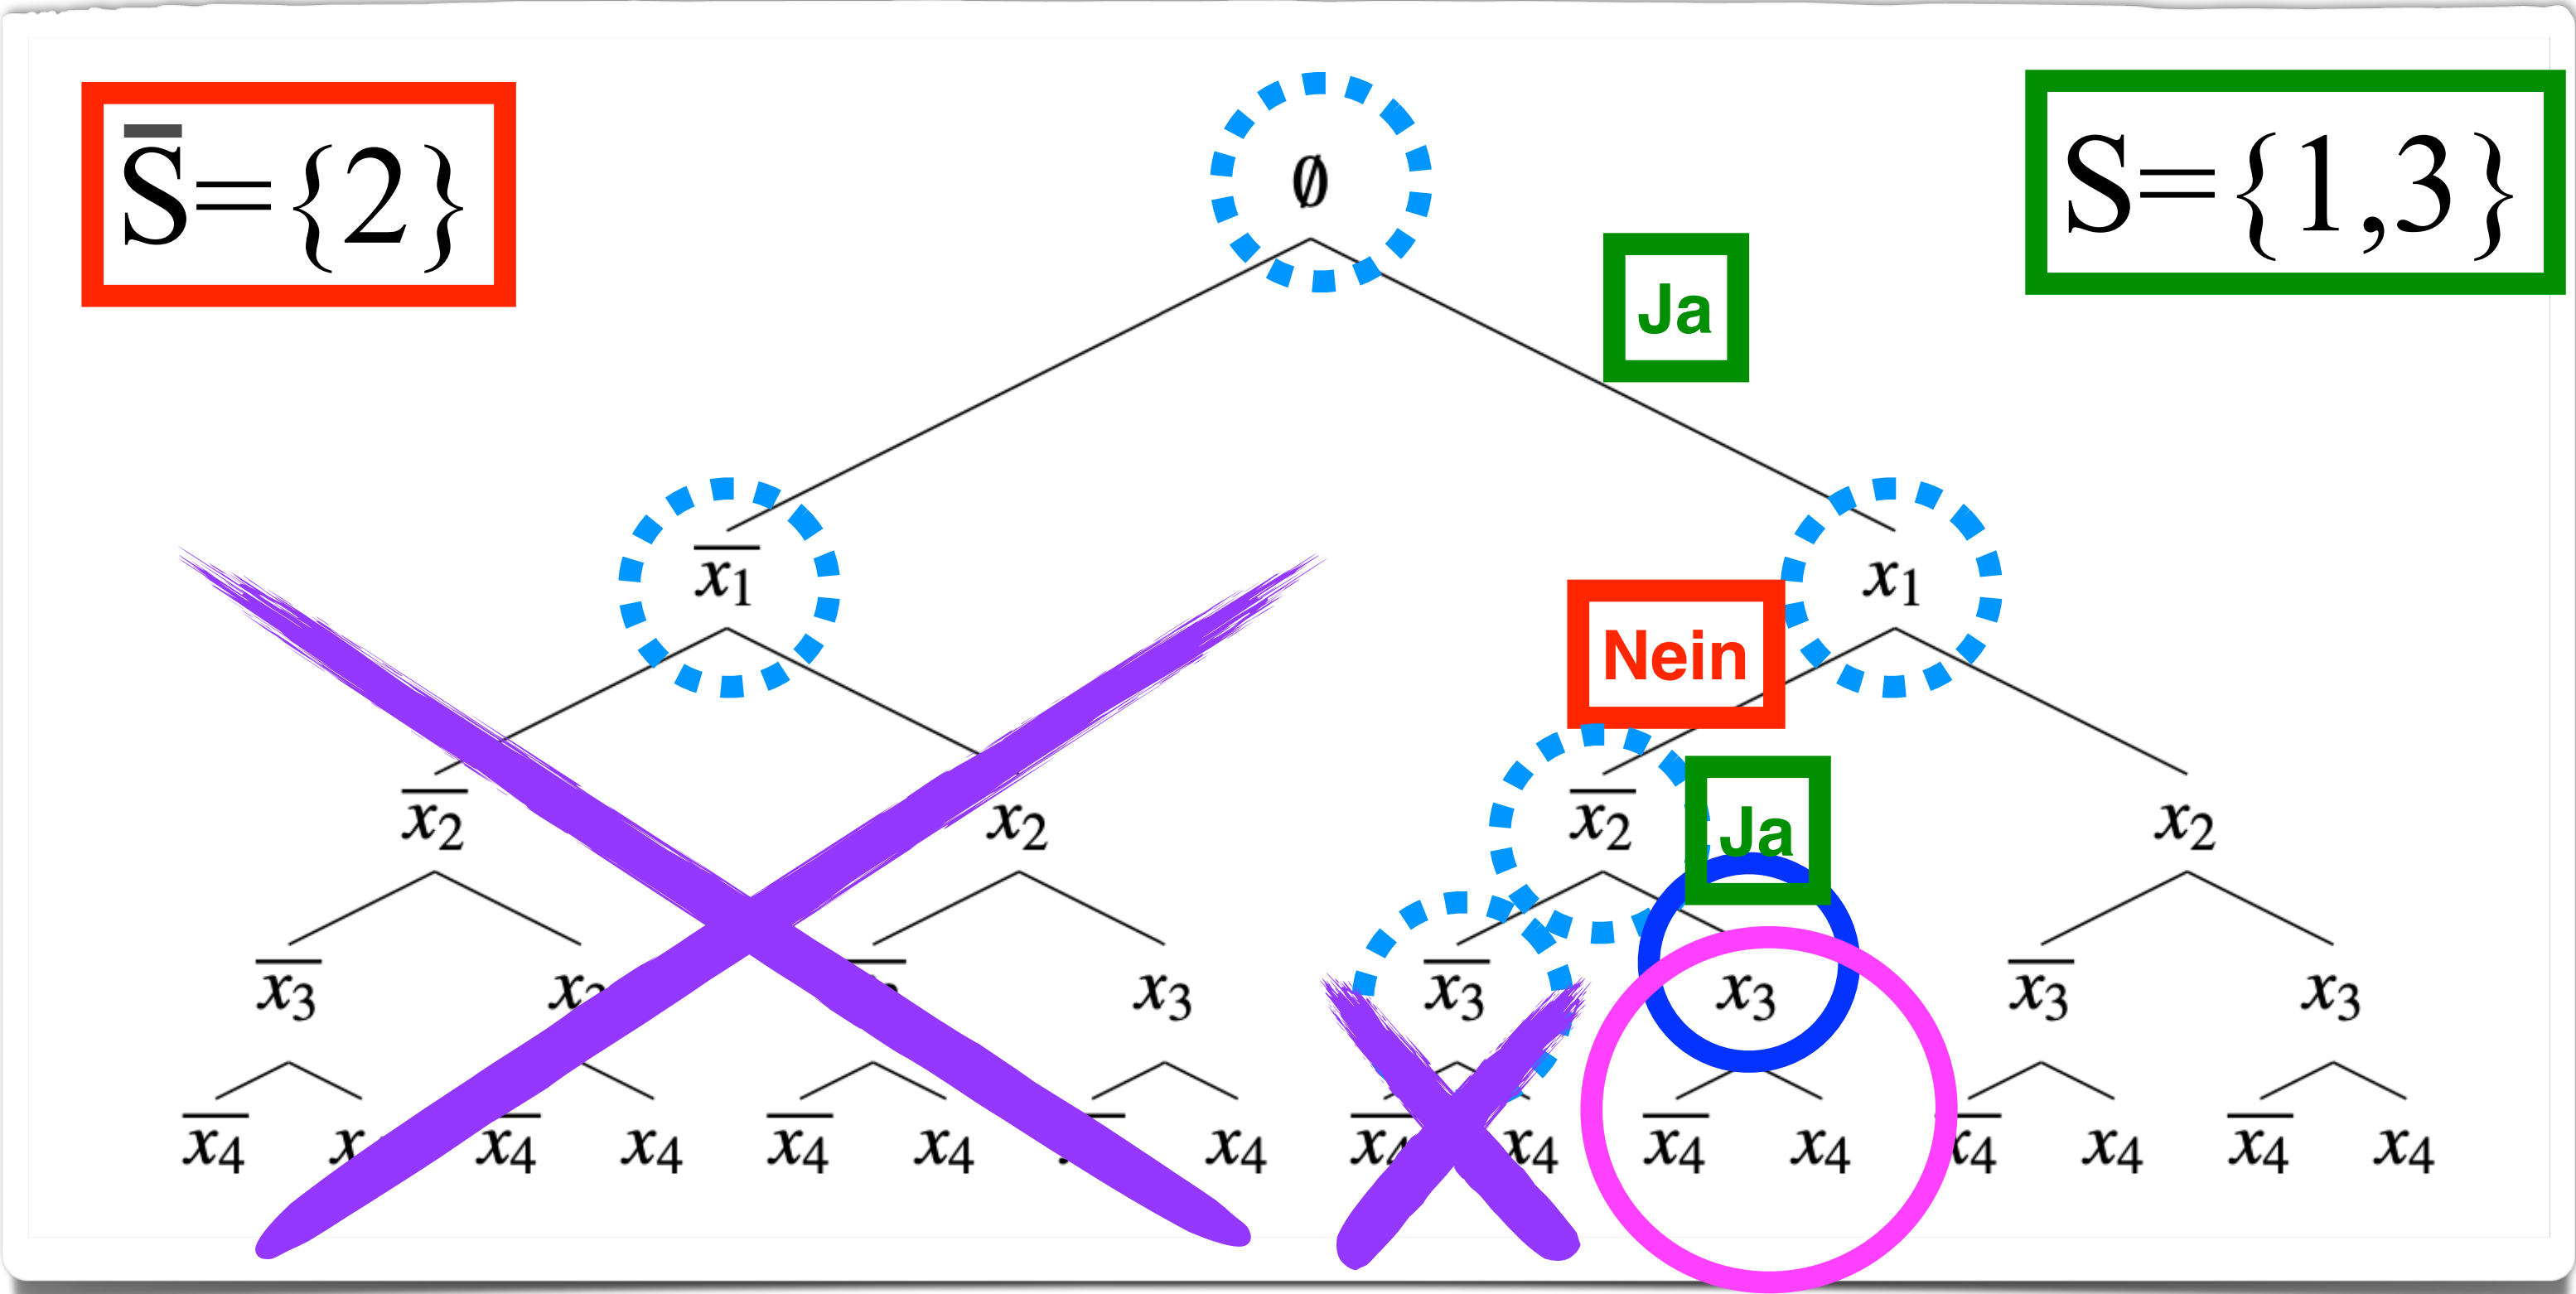 S̅={2}
S={1,3}
∅
Ja
x̅₁ x₁
Nein
x̅₂ x₂ x̅₂ Ja x₂
x̅₃ x₃ x̅₃ x₃ x̅₃ x₃
x̅₄ x̅₄ x₄ x̅₄ x₄ x₄ x̅₄ x₄ x̅₄ x₄ x̅₄ x₄ x̅₄ x₄